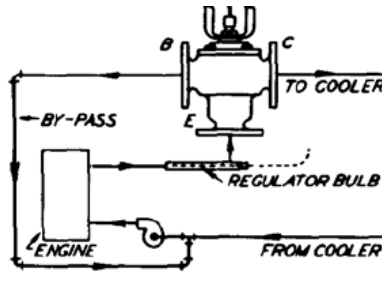 B
C
TO COOLER
BY-PASS
E
REGULATOR BULB
ENGINE
FROM COOLER